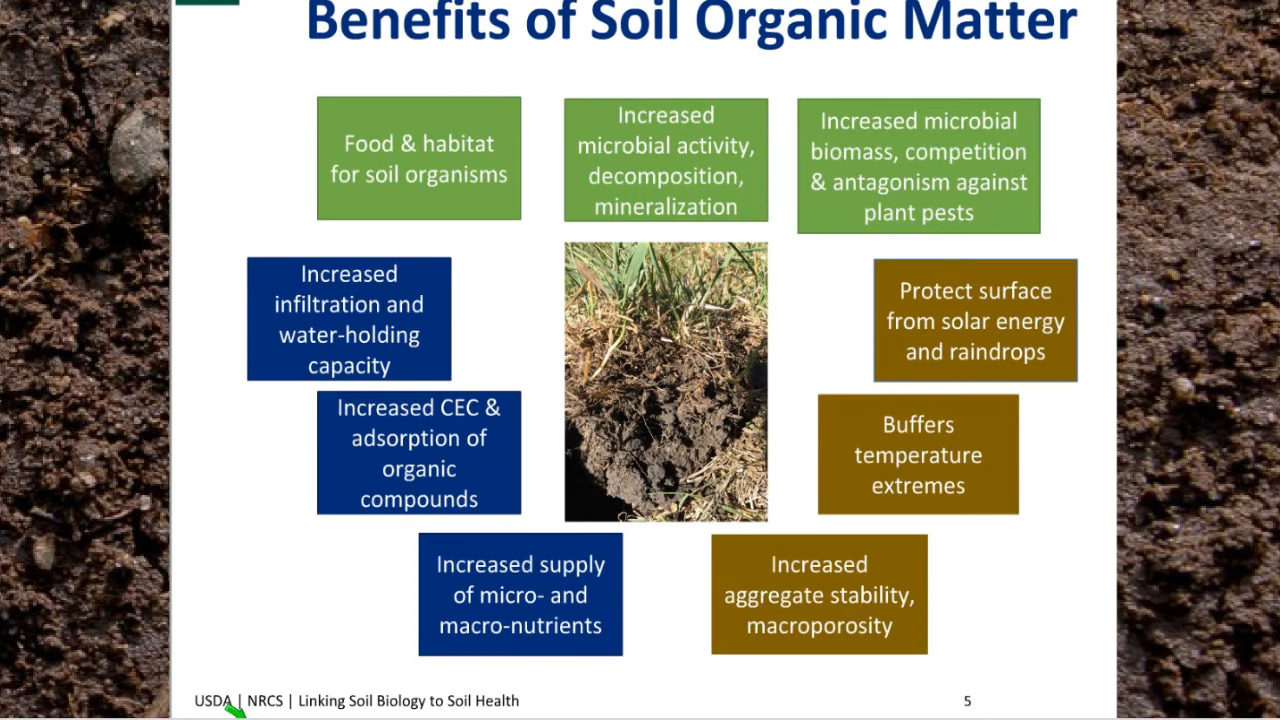 Benefits of Soil Organic Matter
Food & habitat
for soil organisms
Increased
microbial activity,
decomposition,
mineralization
Increased microbial
biomass, competition
& antagonism against
plant pests
Increased
infiltration and
water-holding
capacity
Protect surface
from solar energy
and raindrops
Increased CEC &
adsorption of
organic
compounds
Buffers
temperature
extremes
Increased supply
of micro- and
macro-nutrients
Increased
aggregate stability,
macroporosity
USDA | NRCS | Linking Soil Biology to Soil Health
5